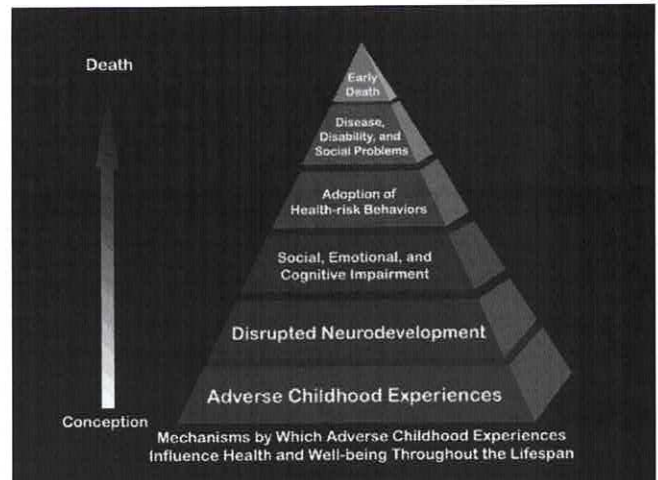 Death
Early
Death
Disease,
Disability, and
Social Problems
Adoption of
Health-risk Behaviors
Social, Emotional, and
Cognitive Impairment
Disrupted Neurodevelopment
Adverse Childhood Experiences
Conception
Mechanisms by Which Adverse Childhood Experiences
Influence Health and Well-being Throughout the Lifespan